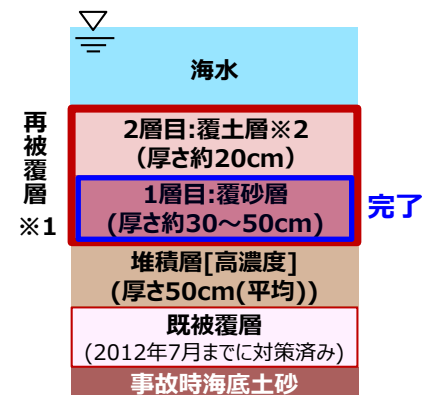 海水
再被覆層
※1
2層目:覆土層※2
(厚さ約20cm)
1層目:覆砂層
(厚さ約30～50cm)
完了
堆積層[高濃度]
(厚さ50cm(平均))
既被覆層
(2012年7月までに対策済み)
事故時海底土砂